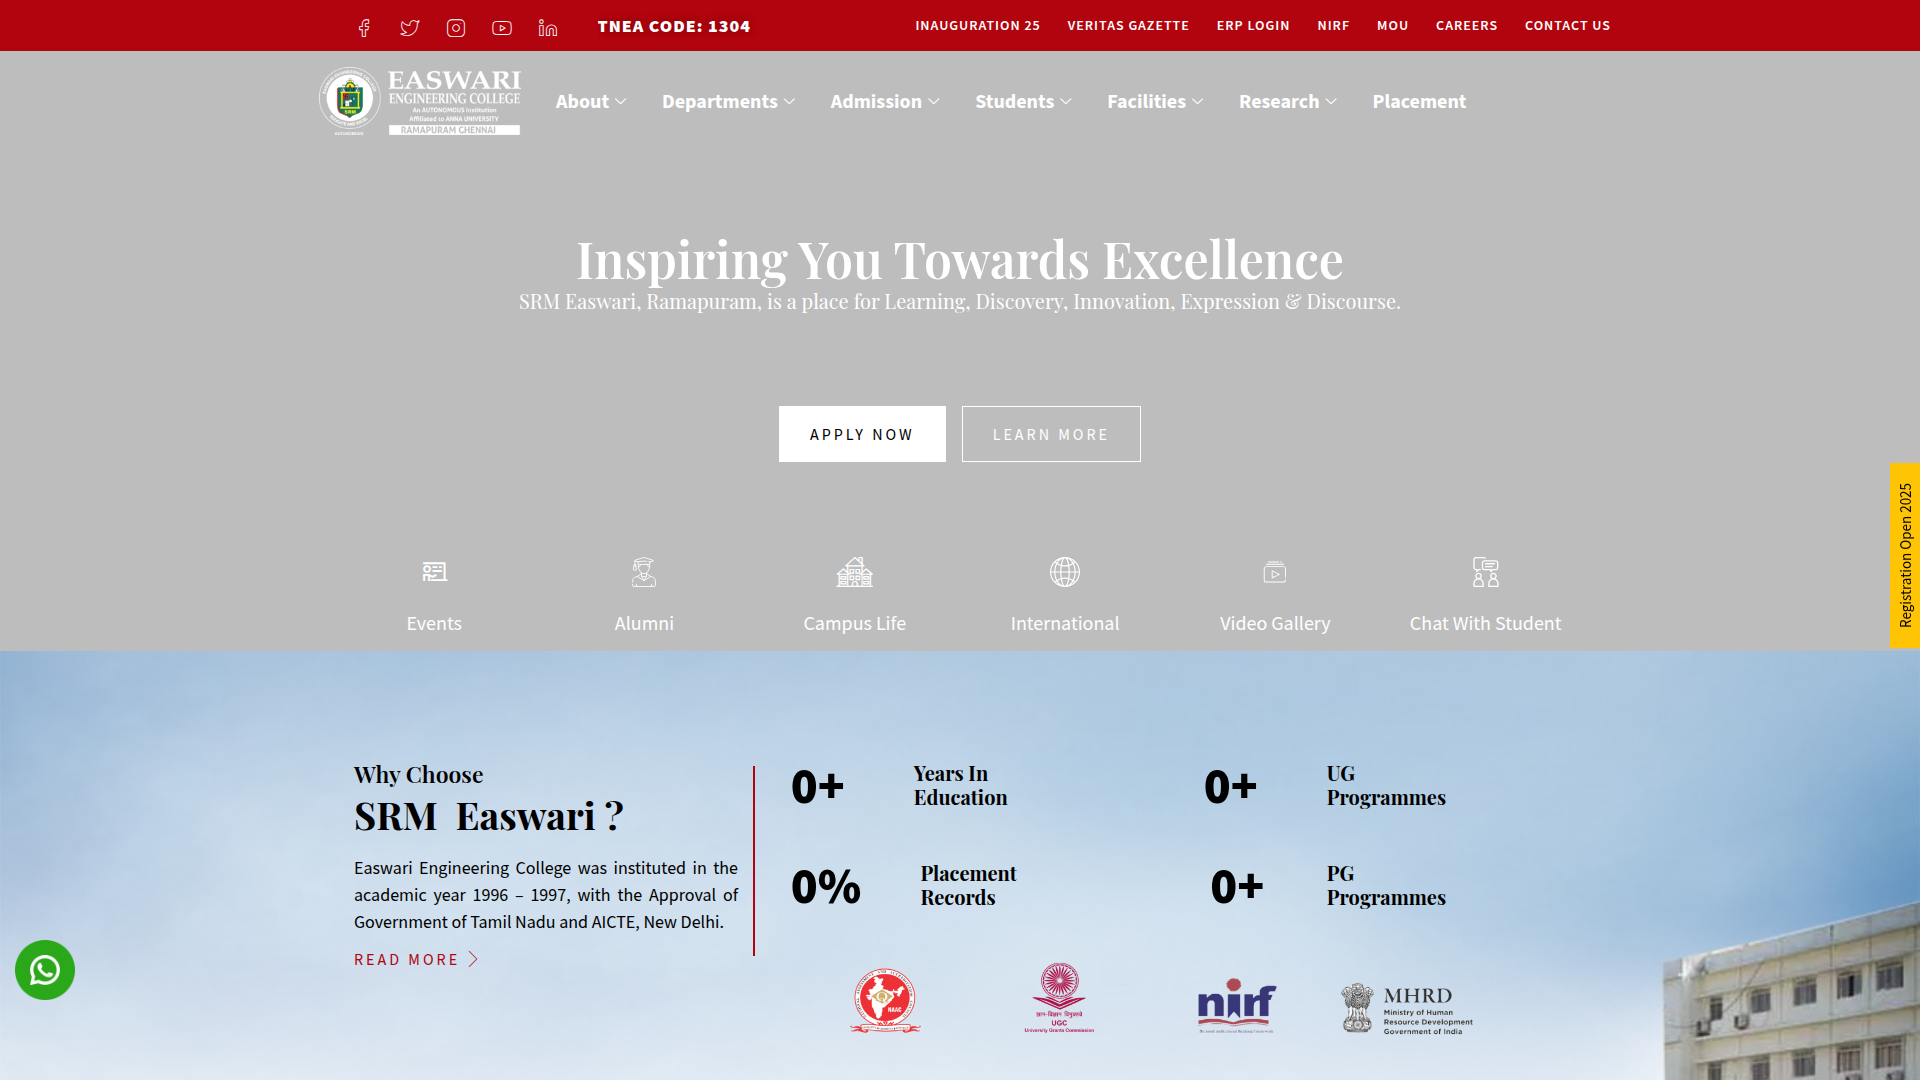 TNEA CODE: 1304
INAUGURATION 25
VERITAS GAZETTE
ERP LOGIN
NIRF
MOU
CAREERS
CONTACT US
EASWARI
ENGINEERING COLLEGE
An AUTONOMOUS Institution
Affiliated to ANNA UNIVERSITY
RAMAPURAM CHENNAI
About
Departments
Admission
Students
Facilities
Research
Placement
Inspiring You Towards Excellence
SRM Easwari, Ramapuram, is a place for Learning, Discovery, Innovation, Expression & Discourse.
APPLY NOW
LEARN MORE
Registration Open 2025
Events
Alumni
Campus Life
International
Video Gallery
Chat With Student
Why Choose
SRM Easwari ?
Easwari Engineering College was instituted in the
academic year 1996 – 1997, with the Approval of
Government of Tamil Nadu and AICTE, New Delhi.
READ MORE
0+
Years In
Education
0+
UG
Programmes
0%
Placement
Records
0+
PG
Programmes
NAAC
UGC
University Grants Commission
nirf
MHRD
Ministry of Human
Resource Development
Government of India